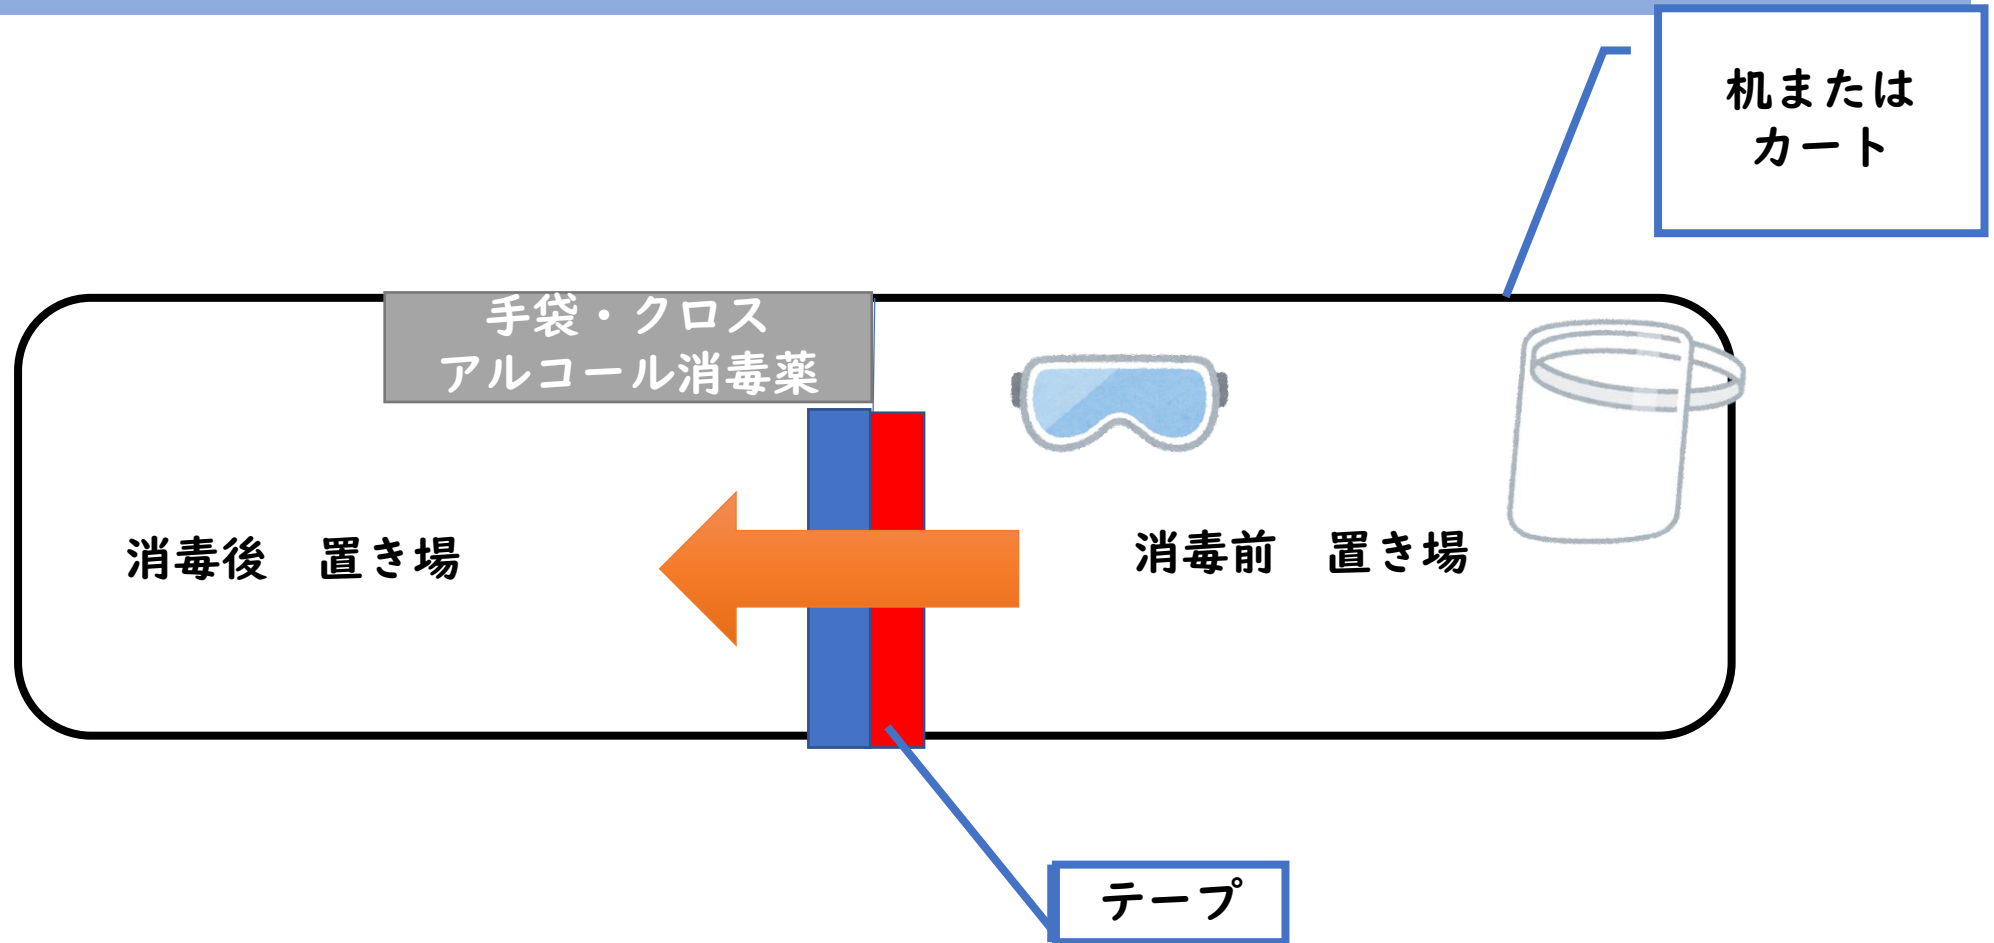 机または
カート
手袋・クロス
アルコール消毒薬
消毒後　置き場
消毒前　置き場
テープ